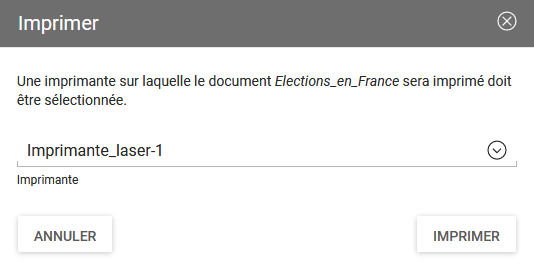 Imprimer
Une imprimante sur laquelle le document Elections_en_France sera imprimé doit
être sélectionnée.
Imprimante_laser-1
Imprimante
ANNULER
IMPRIMER